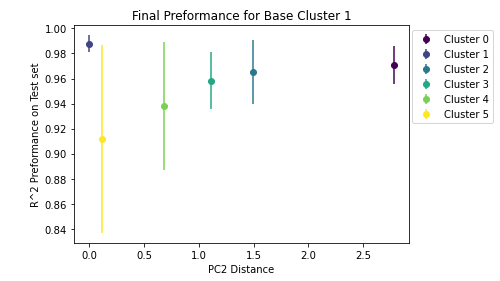 Final Preformance for Base Cluster 1
1.00
0.98
0.96
0.94
0.92
0.90
0.88
0.86
0.84
R^2 Preformance on Test set
0.0
0.5
1.0
1.5
2.0
2.5
PC2 Distance
Cluster 0
Cluster 1
Cluster 2
Cluster 3
Cluster 4
Cluster 5